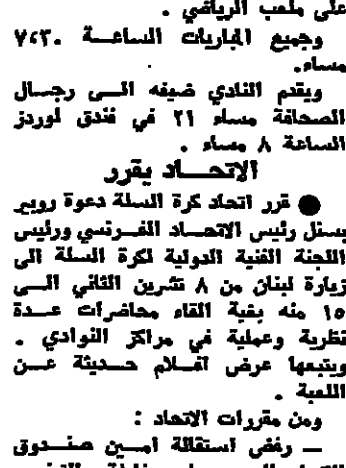 على ملعب الرياضي .
وجميع المباريات الساعة ٧،٣٠
مساء.
ويقدم النادي ضيفه الى رجال
الصحافة مساء ٢١ في فندق لوردز
الساعة ٨ مساء .
الاتحاد يقرر
● قرر اتحاد كرة السلة دعوة روبير
بسنل رئيس الاتحاد الفرنسي ورئيس
اللجنة الفنية الدولية لكرة السلة الى
زيارة لبنان من ٨ تشرين الثاني الى
١٥ منه بغية القاء محاضرات عدة
نظرية وعملية في مراكز النوادي .
ويتبعها عرض افلام حديثة عن
اللعبة .
ومن مقررات الاتحاد :
— رفض استقالة امين صندوق